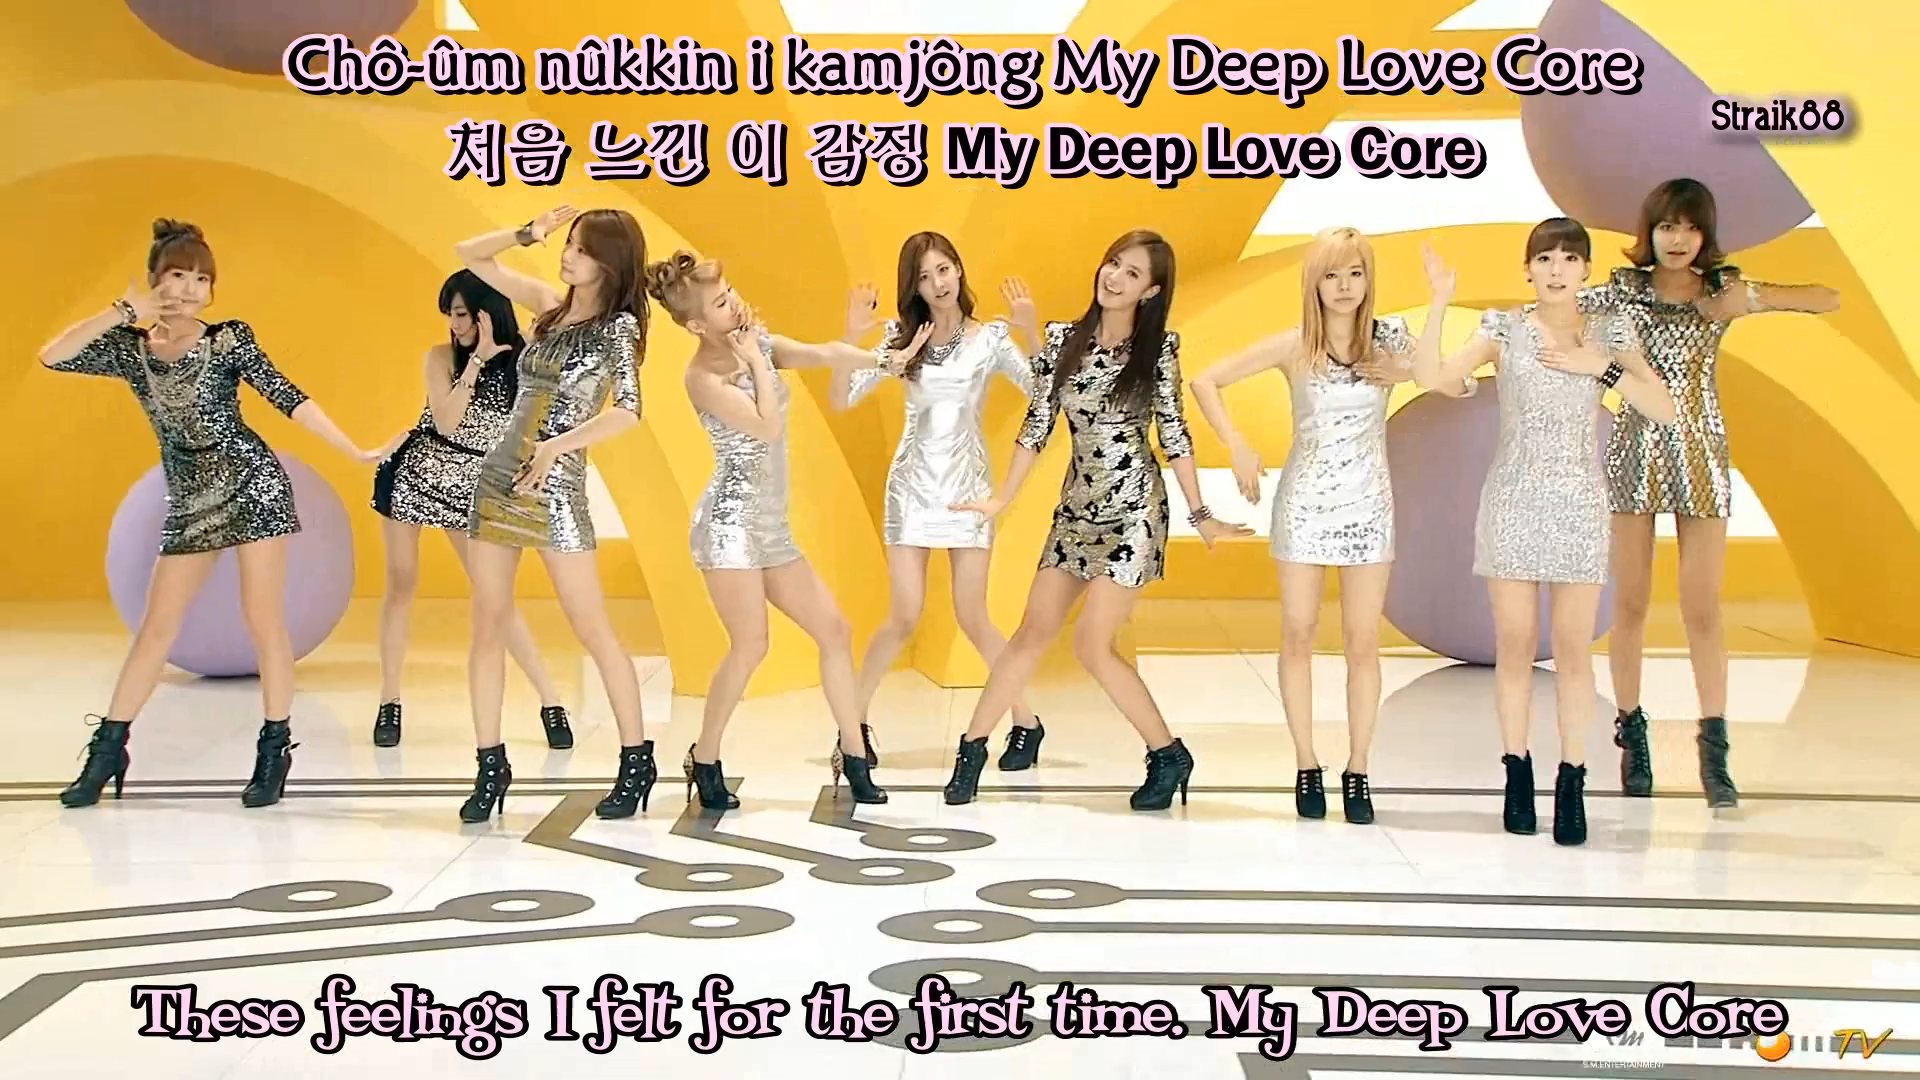 Chô-ûm nûkkin i kamjông My Deep Love Core
처음 느낀 이 감정 My Deep Love Core
Straik88
These feelings I felt for the first time. My Deep Love Core
TV
S.M.ENTERTAINMENT